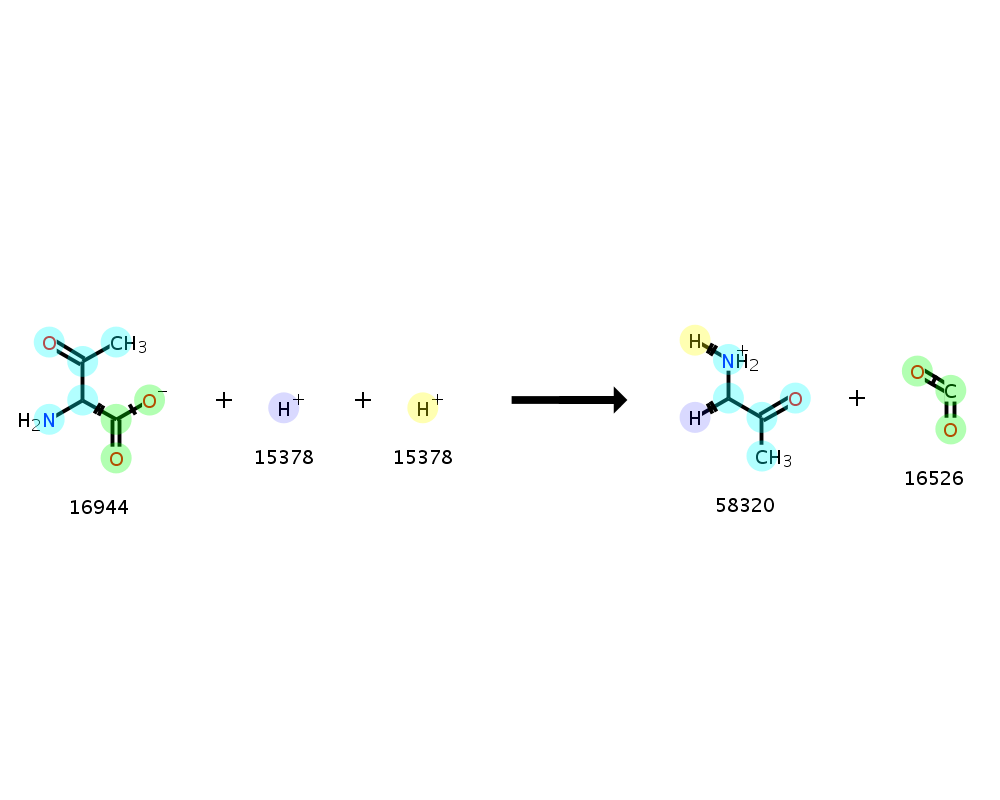 O CH3
H2N O−
O
16944
+
H+
15378
+
H+
15378
H NH2+
H O
CH3
58320
+
O C
O
16526